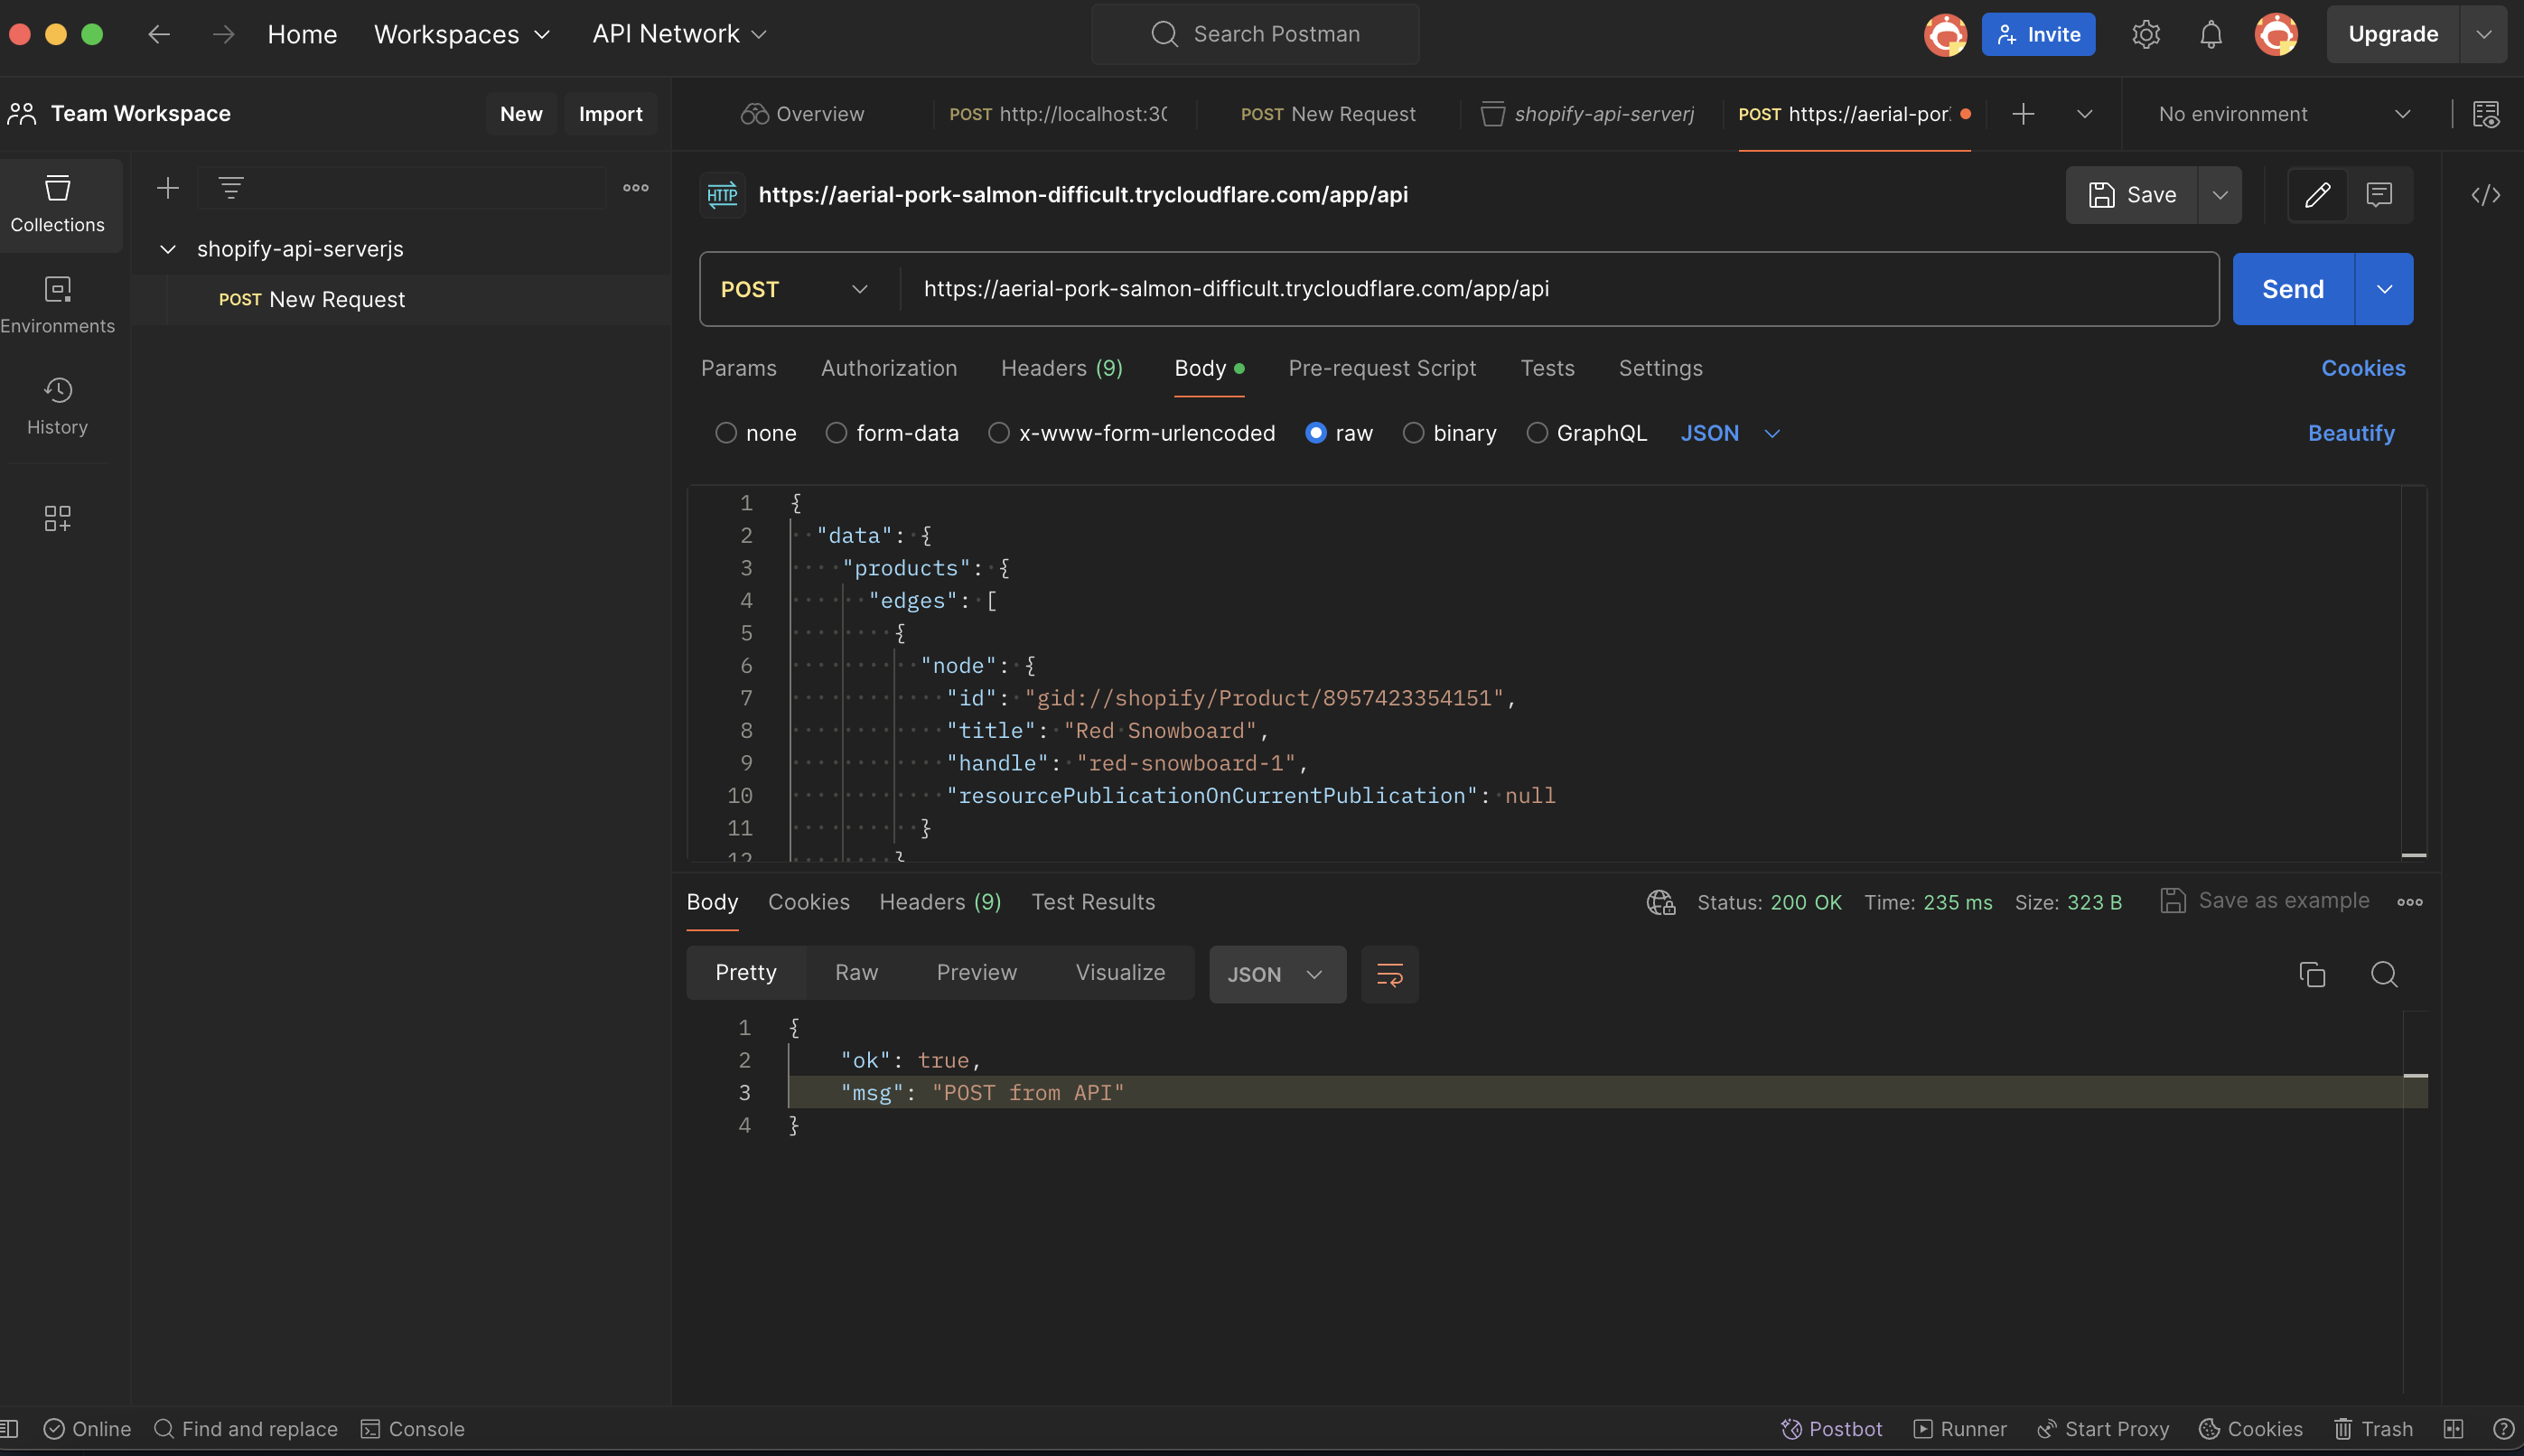 Home Workspaces API Network Search Postman Invite Upgrade
Team Workspace New Import Overview POST http://localhost:30 POST New Request shopify-api-serverj POST https://aerial-por No environment
Collections
shopify-api-serverjs
POST New Request
Environments
History
HTTP https://aerial-pork-salmon-difficult.trycloudflare.com/app/api Save
POST https://aerial-pork-salmon-difficult.trycloudflare.com/app/api Send
Params Authorization Headers (9) Body Pre-request Script Tests Settings Cookies
none form-data x-www-form-urlencoded raw binary GraphQL JSON Beautify
1 {
2 "data": {
3 "products": {
4 "edges": [
5 {
6 "node": {
7 "id": "gid://shopify/Product/8957423354151",
8 "title": "Red Snowboard",
9 "handle": "red-snowboard-1",
10 "resourcePublicationOnCurrentPublication": null
11 }
12 }
Body Cookies Headers (9) Test Results Status: 200 OK Time: 235 ms Size: 323 B Save as example
Pretty Raw Preview Visualize JSON
1 {
2 "ok": true,
3 "msg": "POST from API"
4 }
Online Find and replace Console Postbot Runner Start Proxy Cookies Trash